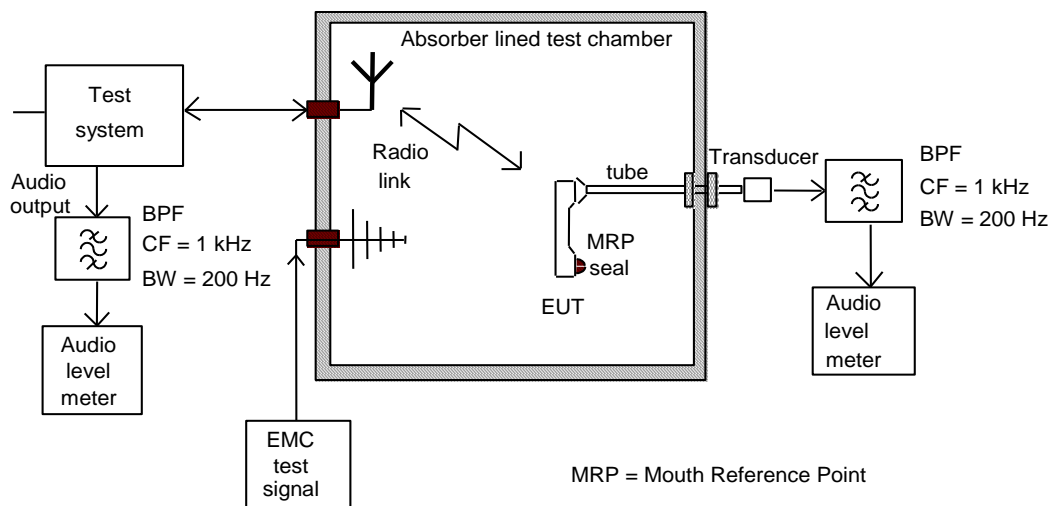 Absorber lined test chamber
Test
system
Radio
link
Audio
output
BPF
CF = 1 kHz
BW = 200 Hz
Audio
level
meter
EMC
test
signal
tube
MRP
seal
EUT
Transducer
BPF
CF = 1 kHz
BW = 200 Hz
Audio
level
meter
MRP = Mouth Reference Point